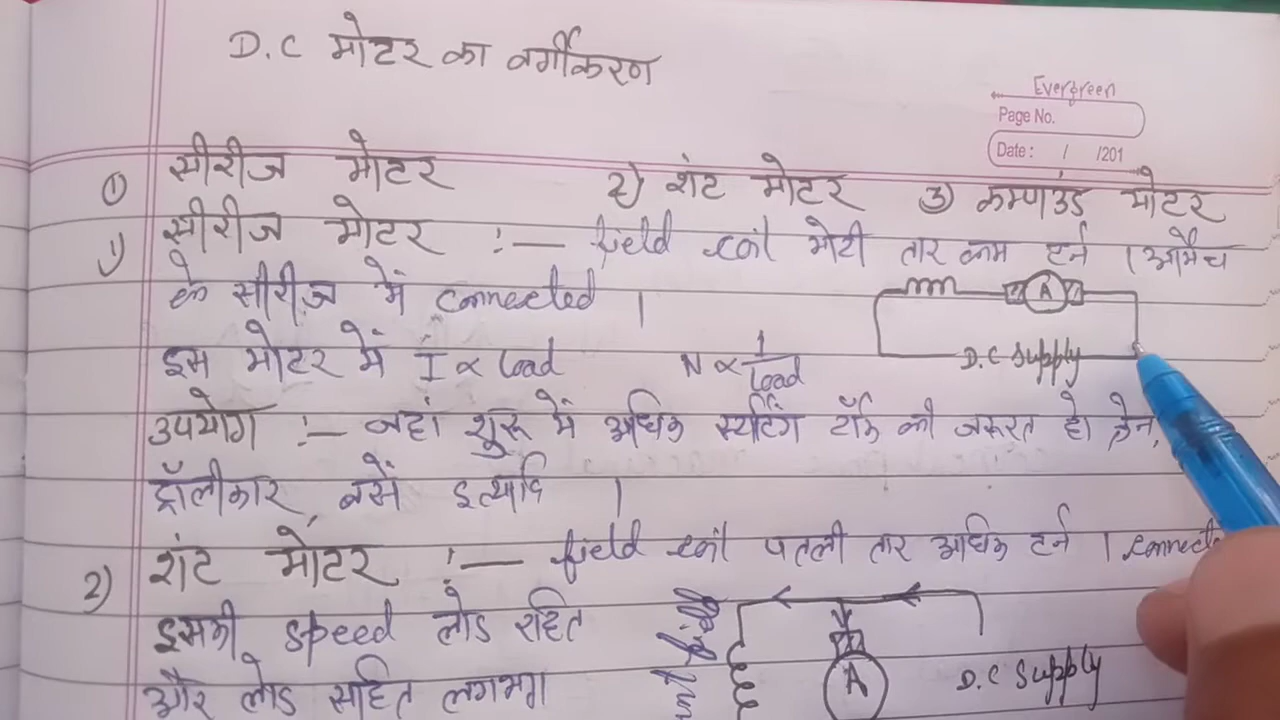 D.C मोटर का वर्गीकरण
Evergreen
Page No.
Date : / /201
① सीरीज मोटर 2) शंट मोटर ③ कम्पाउंड मोटर
1) सीरीज मोटर :— field coil मोटी तार कम टर्न । आर्मेचर
के सीरीज में connected ।
A
D.C Supply
इस मोटर में I ∝ load N ∝ 1/load
उपयोग :— जहां शुरू में अधिक स्टार्टिंग टॉर्क की जरूरत हो क्रेन,
ट्रॉलीकार, बसें इत्यादि ।
2) शंट मोटर :— field coil पतली तार अधिक टर्न ।
इसकी speed लोड रहित
और लोड सहित लगभग
A
D.C Supply